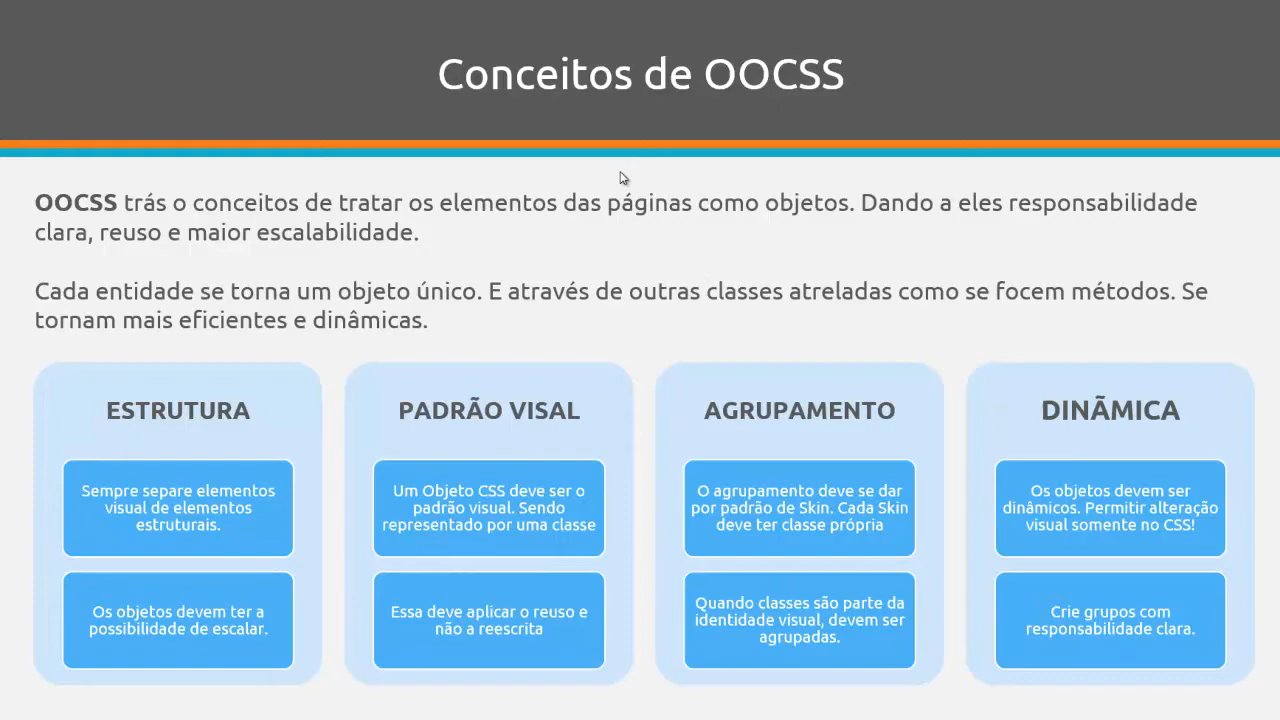 Conceitos de OOCSS
OOCSS trás o conceitos de tratar os elementos das páginas como objetos. Dando a eles responsabilidade
clara, reuso e maior escalabilidade.
Cada entidade se torna um objeto único. E através de outras classes atreladas como se focem métodos. Se
tornam mais eficientes e dinâmicas.
ESTRUTURA
Sempre separe elementos
visual de elementos
estruturais.
Os objetos devem ter a
possibilidade de escalar.
PADRÃO VISAL
Um Objeto CSS deve ser o
padrão visual. Sendo
representado por uma classe
Essa deve aplicar o reuso e
não a reescrita
AGRUPAMENTO
O agrupamento deve se dar
por padrão de Skin. Cada Skin
deve ter classe própria
Quando classes são parte da
identidade visual, devem ser
agrupadas.
DINÃMICA
Os objetos devem ser
dinâmicos. Permitir alteração
visual somente no CSS!
Crie grupos com
responsabilidade clara.